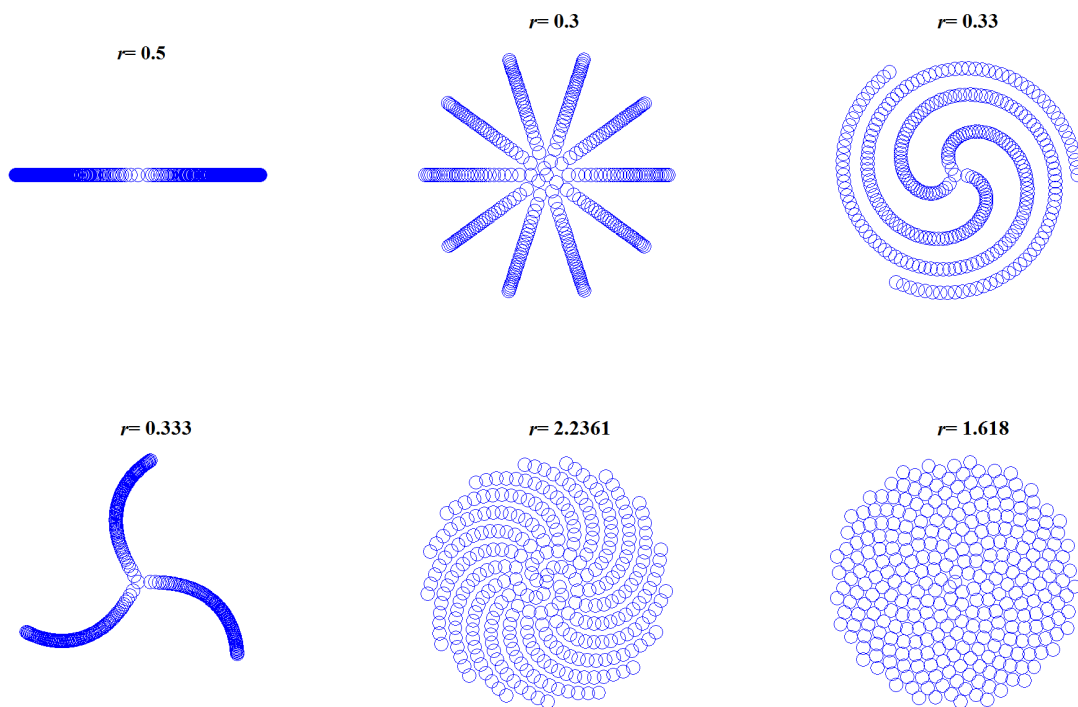 r= 0.5
r= 0.3
r= 0.33
r= 0.333
r= 2.2361
r= 1.618